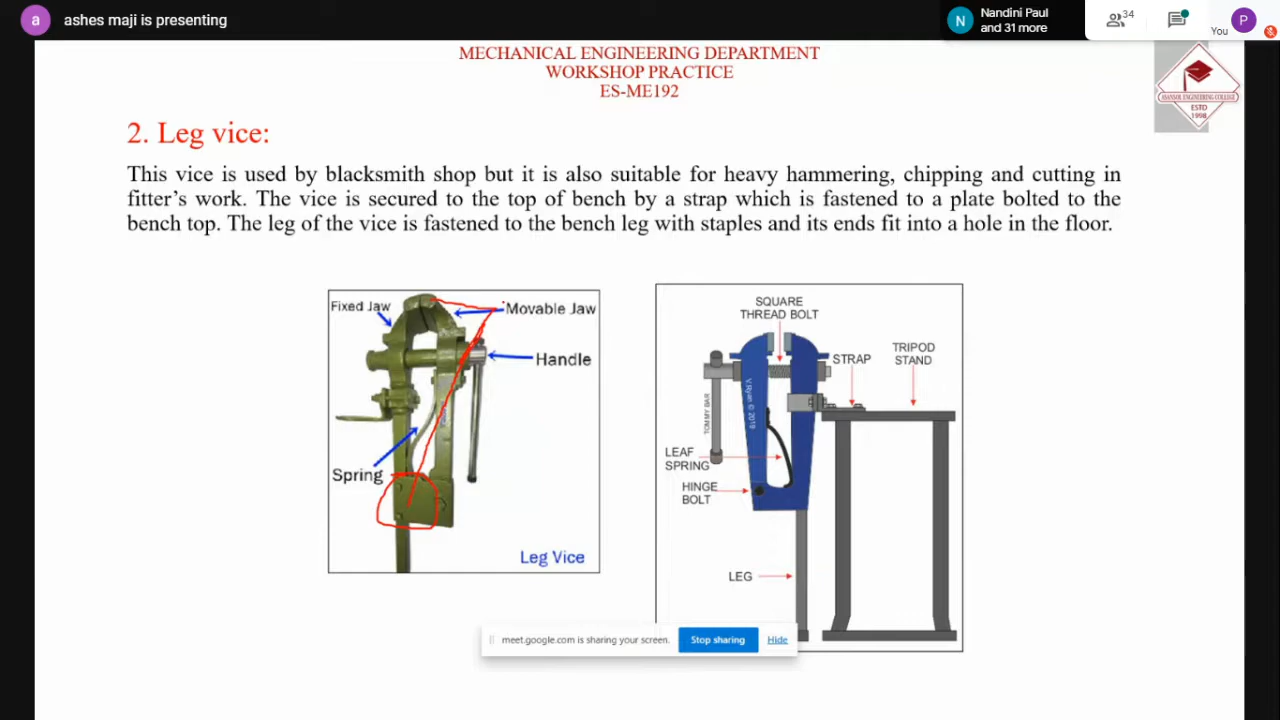 a ashes maji is presenting
N Nandini Paul
and 31 more
34
You P
MECHANICAL ENGINEERING DEPARTMENT
WORKSHOP PRACTICE
ES-ME192
ASANSOL ENGINEERING COLLEGE
ESTD
1998
2. Leg vice:
This vice is used by blacksmith shop but it is also suitable for heavy hammering, chipping and cutting in
fitter's work. The vice is secured to the top of bench by a strap which is fastened to a plate bolted to the
bench top. The leg of the vice is fastened to the bench leg with staples and its ends fit into a hole in the floor.
Fixed Jaw
Movable Jaw
Handle
Spring
Leg Vice
SQUARE
THREAD BOLT
STRAP
TRIPOD
STAND
TOMMY BAR
V.Ryan © 2019
LEAF
SPRING
HINGE
BOLT
LEG
meet.google.com is sharing your screen.
Stop sharing
Hide